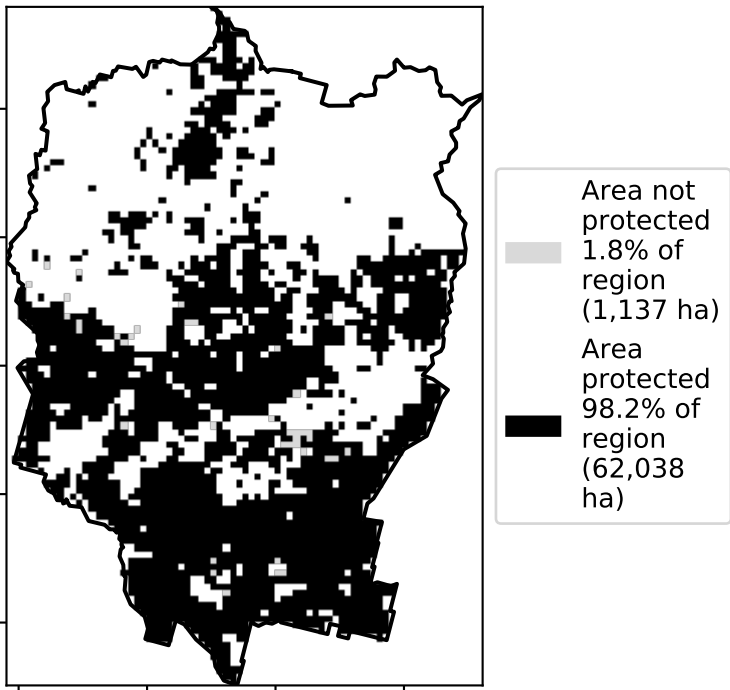 Area not
protected
1.8% of
region
(1,137 ha)
Area
protected
98.2% of
region
(62,038
ha)